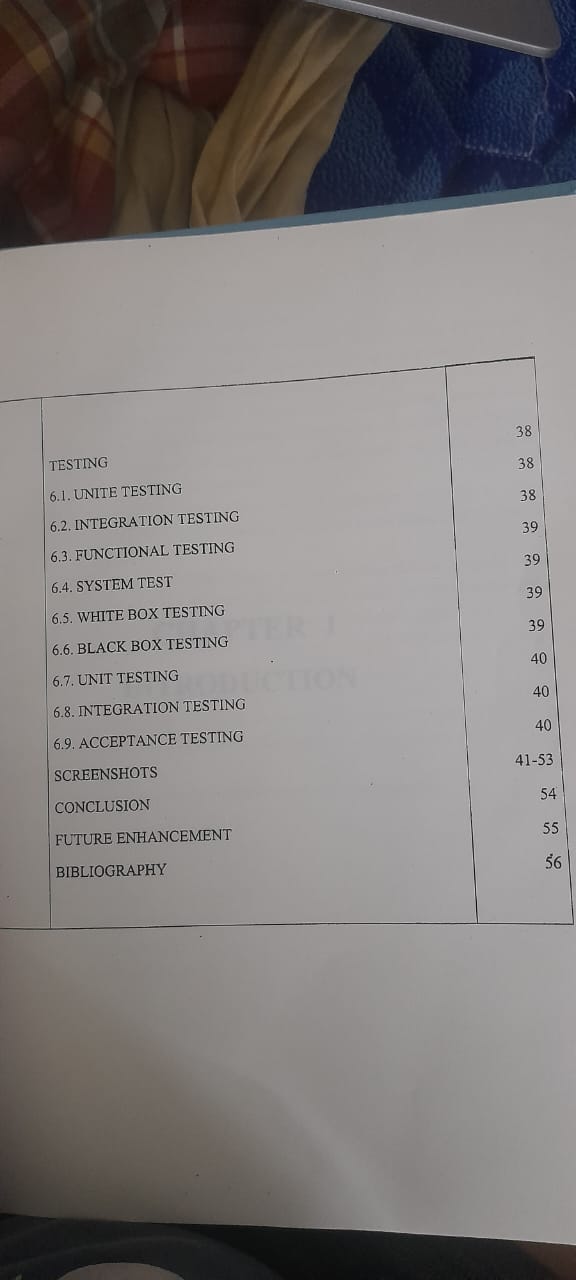 TESTING 38
6.1. UNITE TESTING 38
6.2. INTEGRATION TESTING 38
6.3. FUNCTIONAL TESTING 39
6.4. SYSTEM TEST 39
6.5. WHITE BOX TESTING 39
6.6. BLACK BOX TESTING 39
6.7. UNIT TESTING 40
6.8. INTEGRATION TESTING 40
6.9. ACCEPTANCE TESTING 40
SCREENSHOTS 41-53
CONCLUSION 54
FUTURE ENHANCEMENT 55
BIBLIOGRAPHY 56
CHAPTER 1
INTRODUCTION